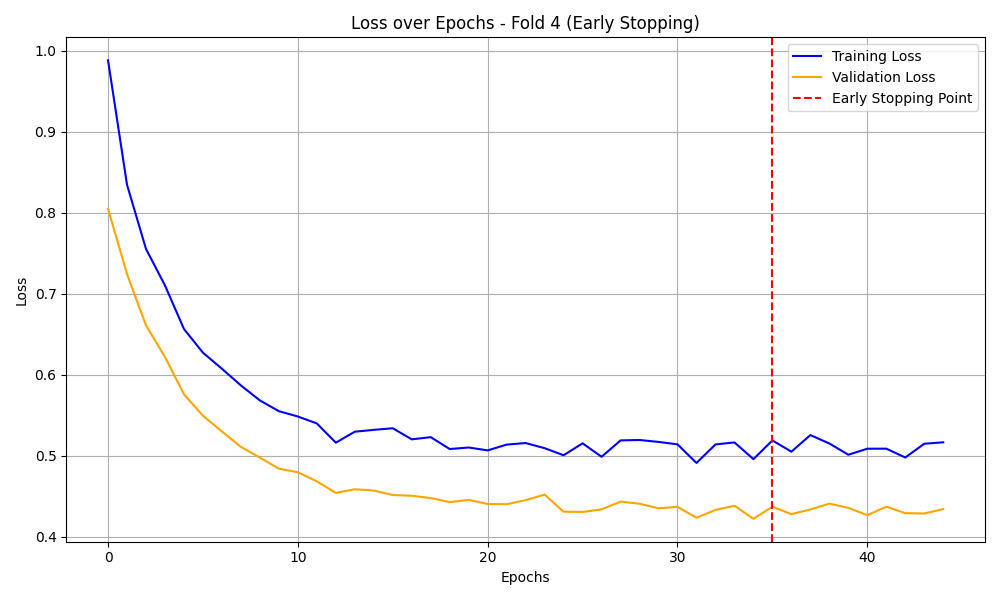 Loss over Epochs - Fold 4 (Early Stopping)
Training Loss
Validation Loss
Early Stopping Point
Loss
1.0
0.9
0.8
0.7
0.6
0.5
0.4
0 10 20 30 40
Epochs